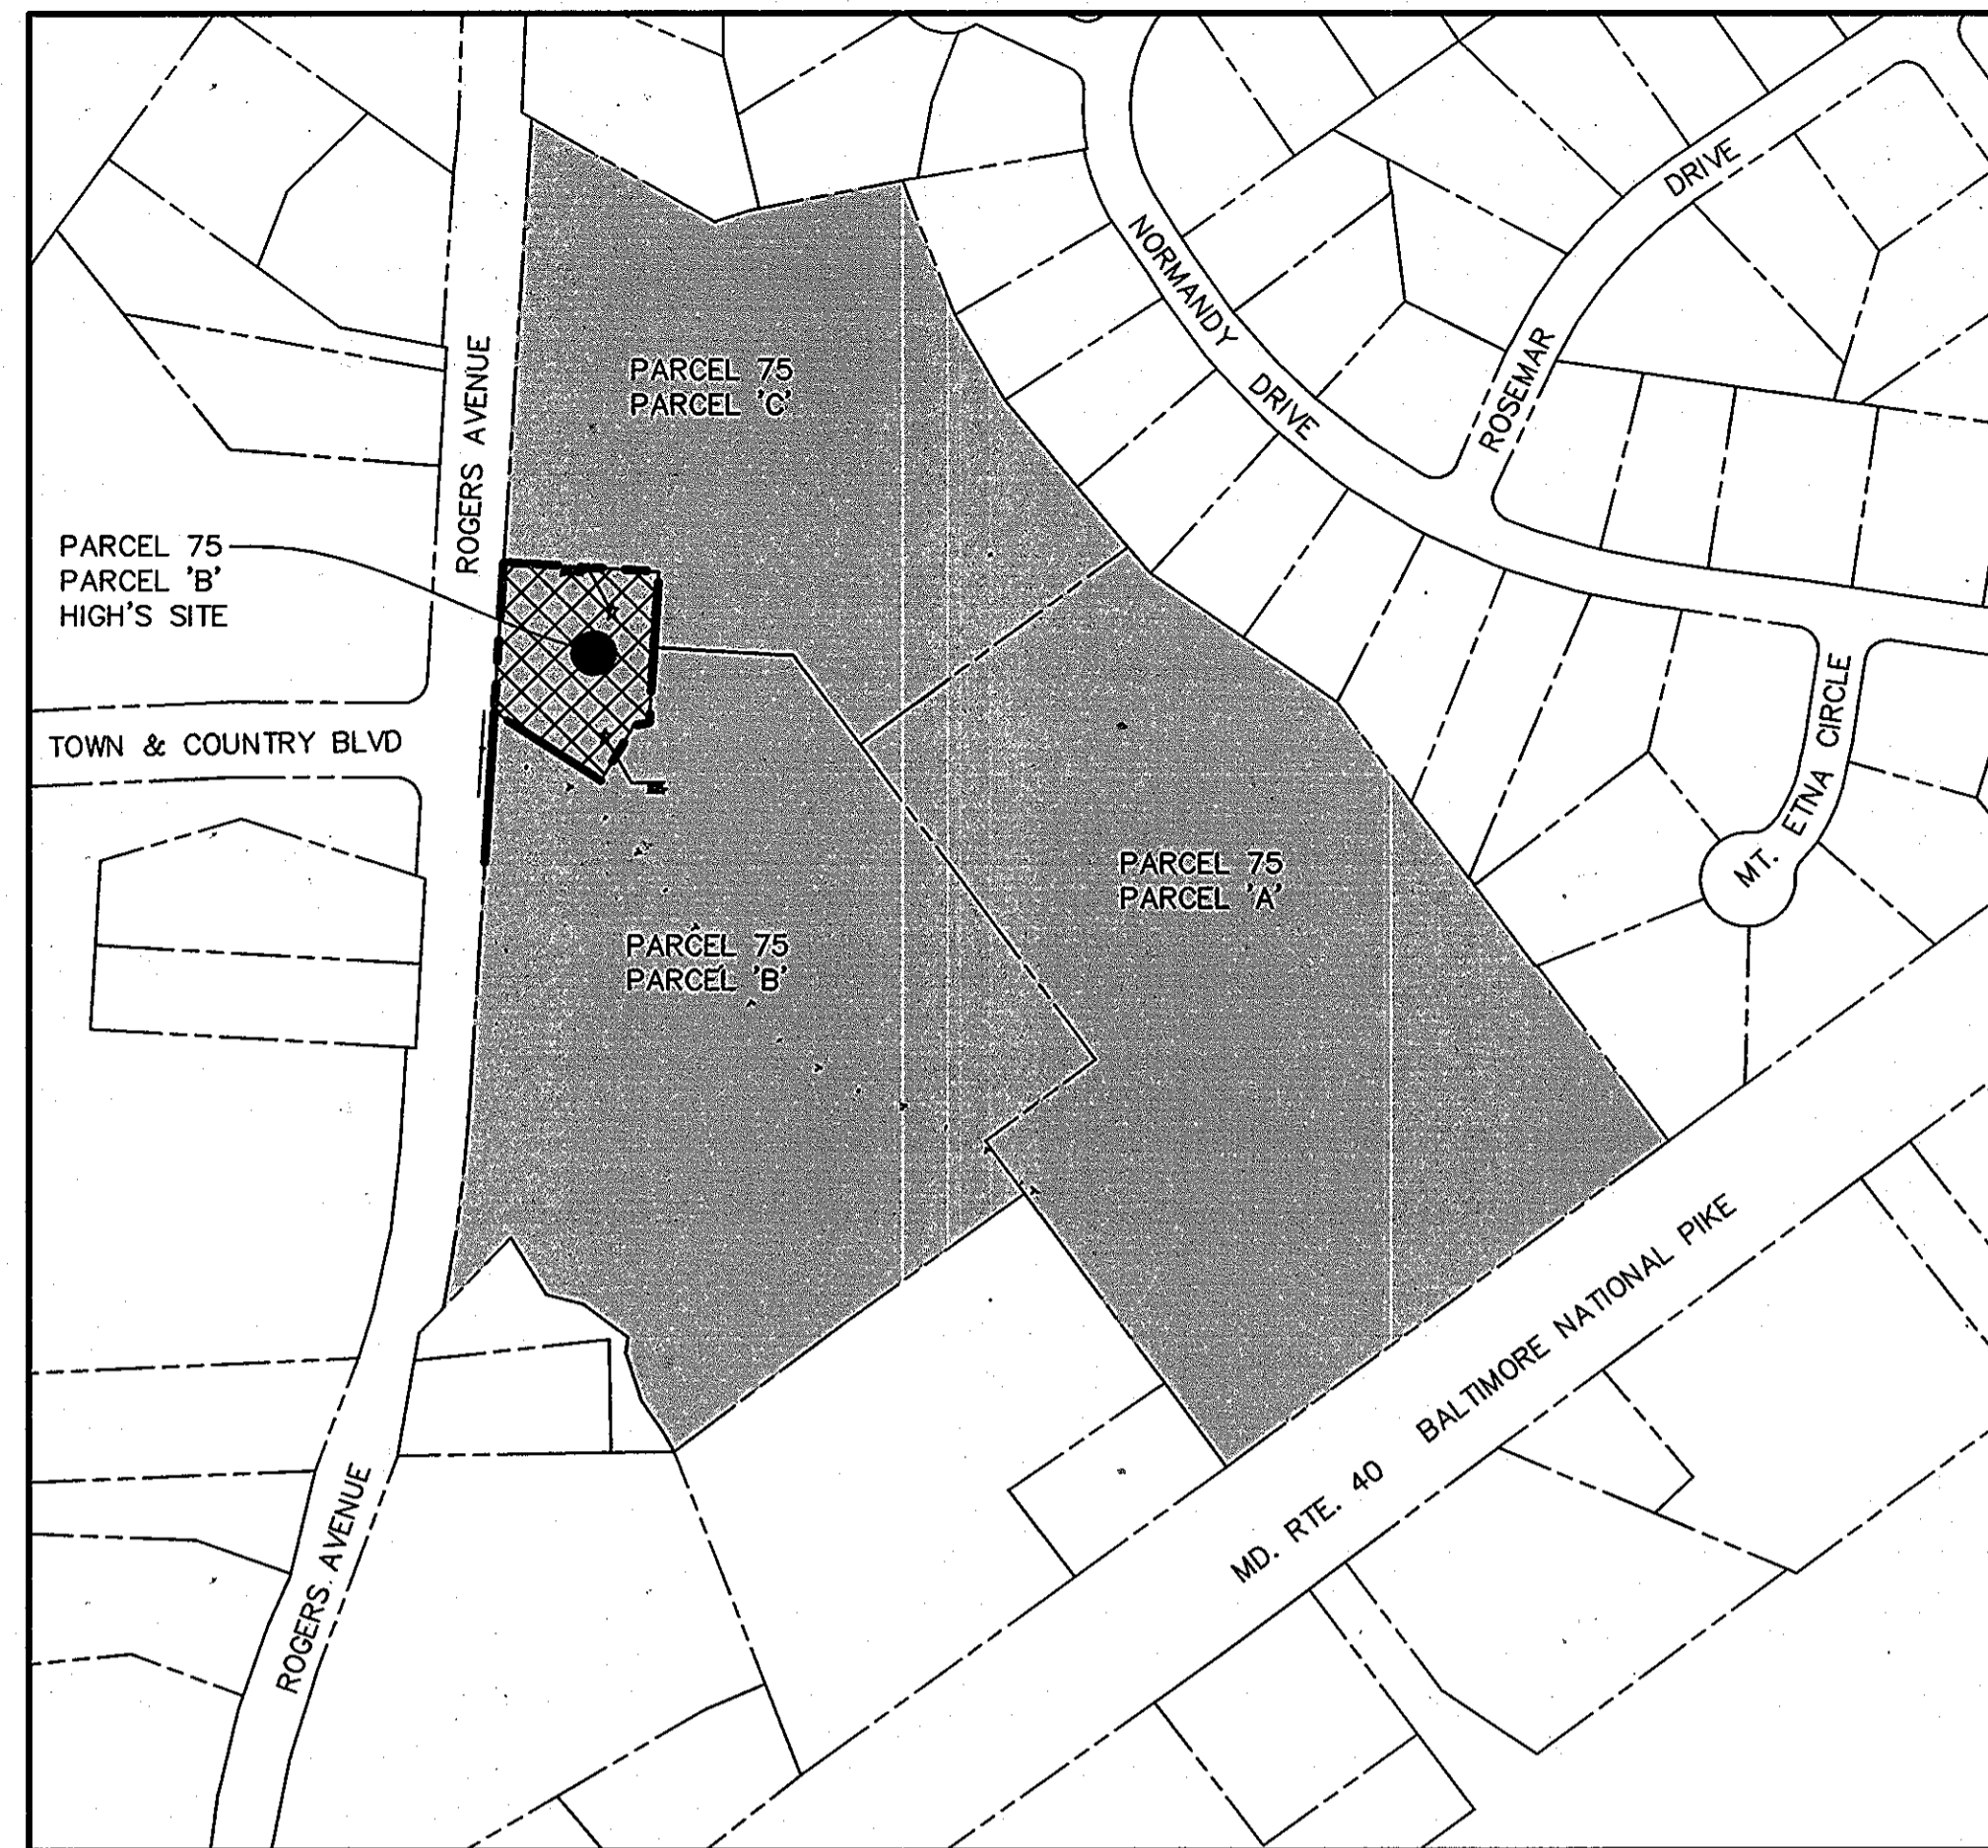 DRIVE
NORMANDY
DRIVE
ROSEMAR
ROGERS AVENUE
PARCEL 75
PARCEL 'C'
PARCEL 75
PARCEL 'B'
HIGH'S SITE
TOWN & COUNTRY BLVD
MT. ETNA CIRCLE
PARCEL 75
PARCEL 'A'
PARCEL 75
PARCEL 'B'
BALTIMORE NATIONAL PIKE
MD. RTE. 40
ROGERS AVENUE